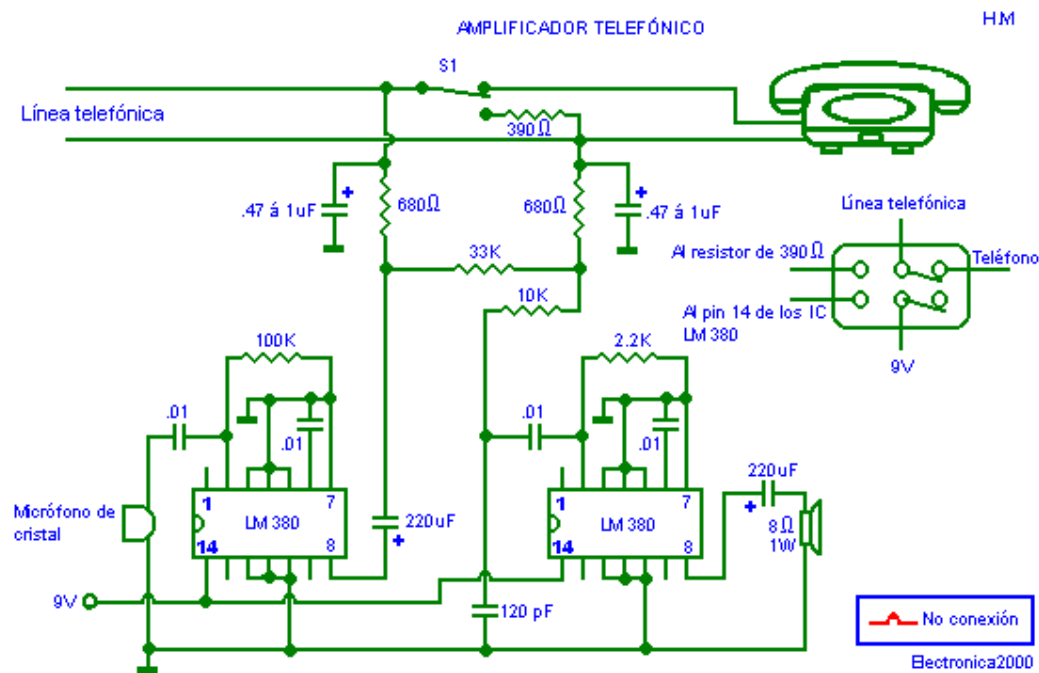 AMPLIFICADOR TELEFÓNICO
H.M
S1
Línea telefónica
390Ω
.47 á 1uF
+
680Ω
680Ω
+
.47 á 1uF
Línea telefónica
Al resistor de 390Ω
Teléfono
Al pin 14 de los IC
LM 380
9V
33K
10K
100K
2.2K
.01
.01
.01
.01
1
7
LM 380
14
8
220uF
+
1
7
LM 380
14
8
220uF
+
8Ω
1W
Micrófono de
cristal
9V
120 pF
No conexión
Electronica2000